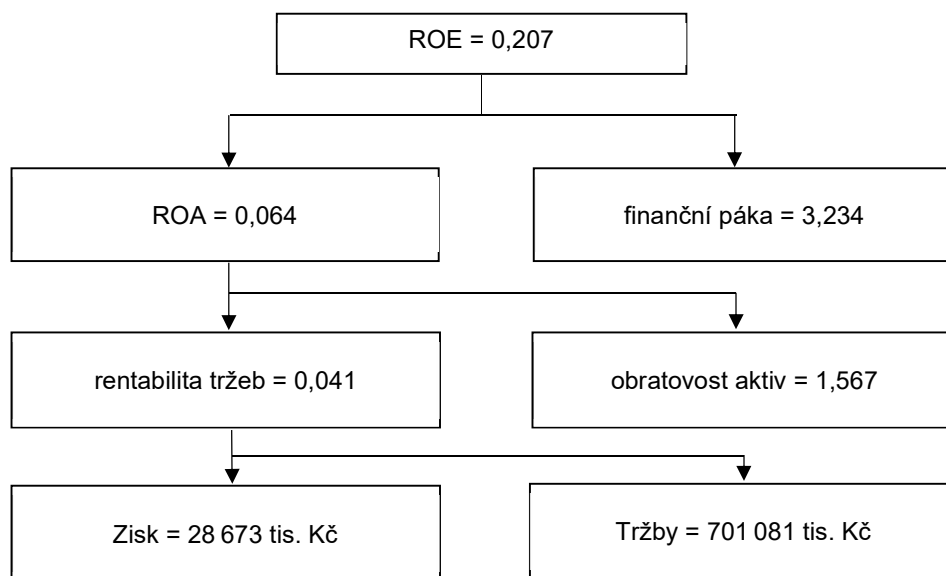 ROE = 0,207
ROA = 0,064
finanční páka = 3,234
rentabilita tržeb = 0,041
obratovost aktiv = 1,567
Zisk = 28 673 tis. Kč
Tržby = 701 081 tis. Kč